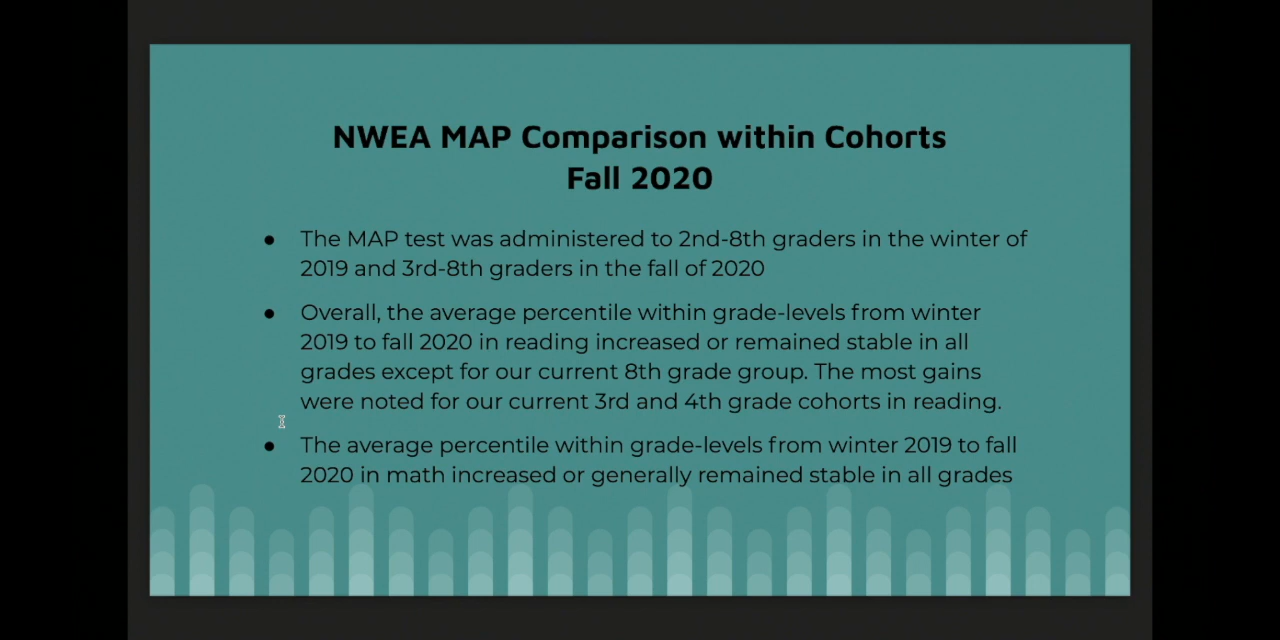 NWEA MAP Comparison within Cohorts
Fall 2020
● The MAP test was administered to 2nd-8th graders in the winter of
2019 and 3rd-8th graders in the fall of 2020
● Overall, the average percentile within grade-levels from winter
2019 to fall 2020 in reading increased or remained stable in all
grades except for our current 8th grade group. The most gains
were noted for our current 3rd and 4th grade cohorts in reading.
● The average percentile within grade-levels from winter 2019 to fall
2020 in math increased or generally remained stable in all grades